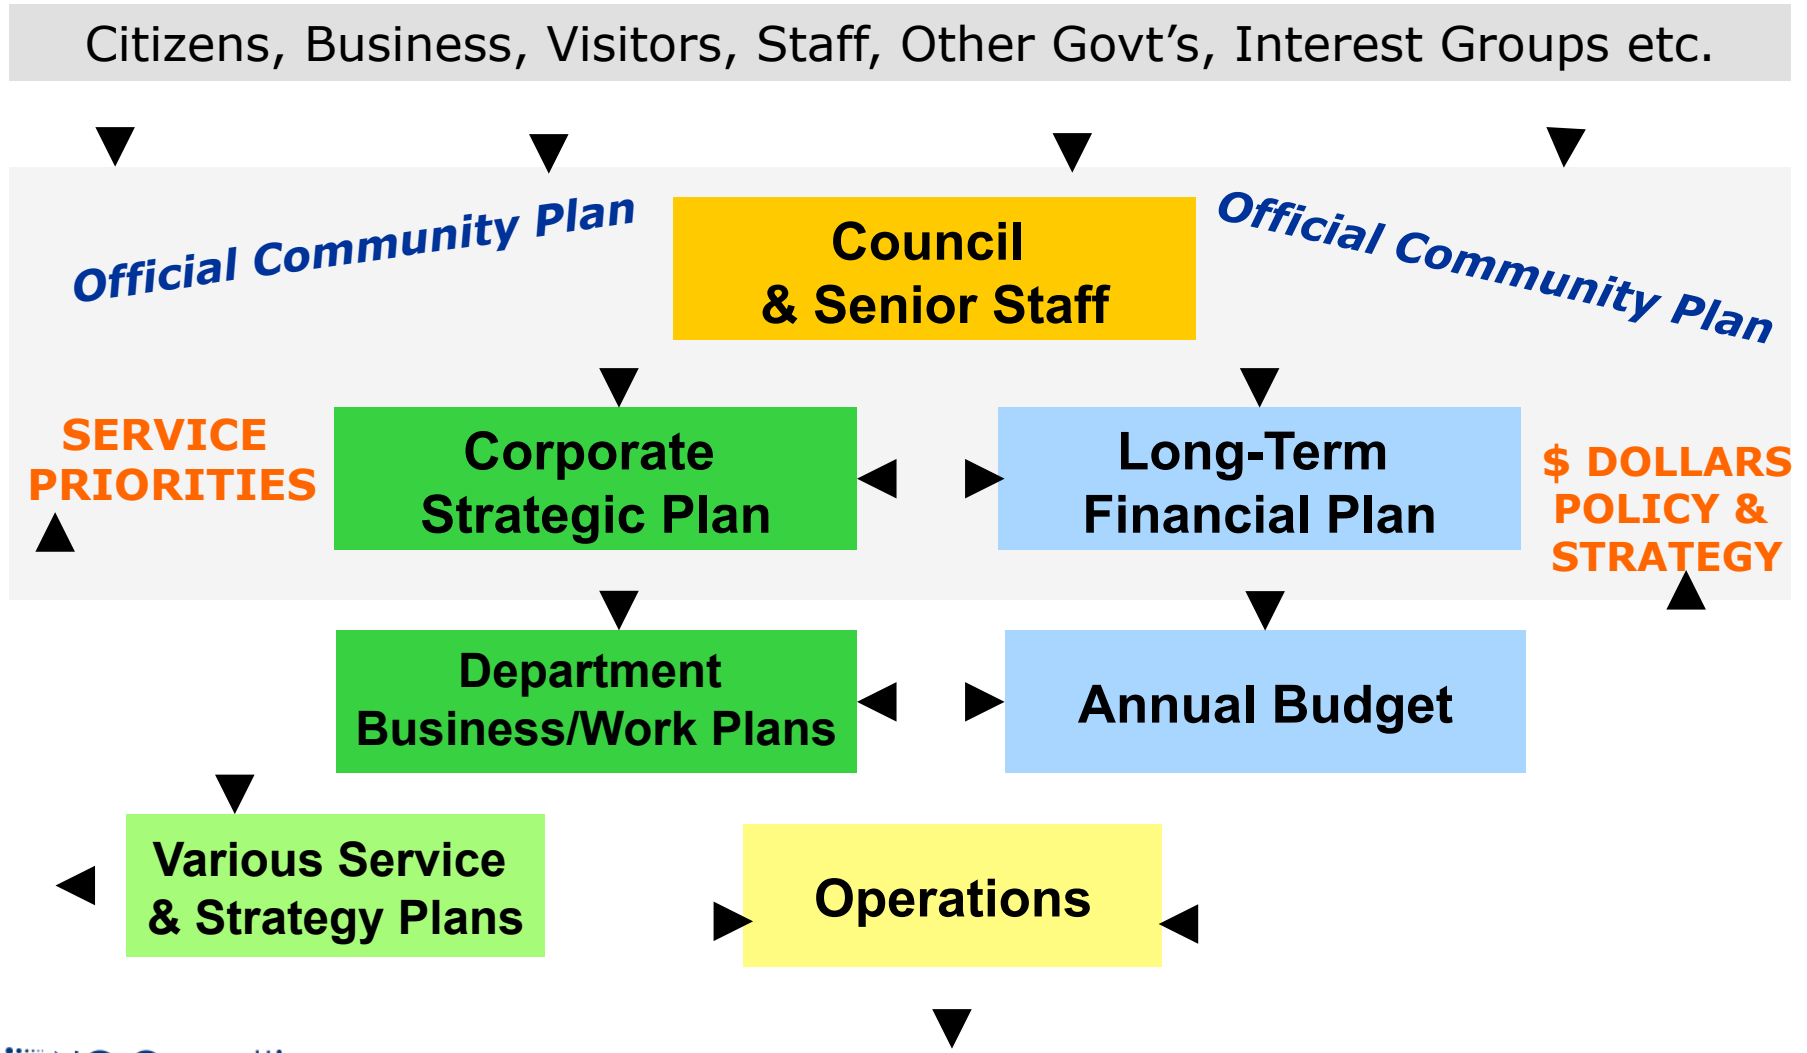 Citizens, Business, Visitors, Staff, Other Govt’s, Interest Groups etc.
Official Community Plan
Official Community Plan
Council
& Senior Staff
SERVICE
PRIORITIES
Corporate
Strategic Plan
Long-Term
Financial Plan
$ DOLLARS
POLICY &
STRATEGY
Department
Business/Work Plans
Annual Budget
Various Service
& Strategy Plans
Operations